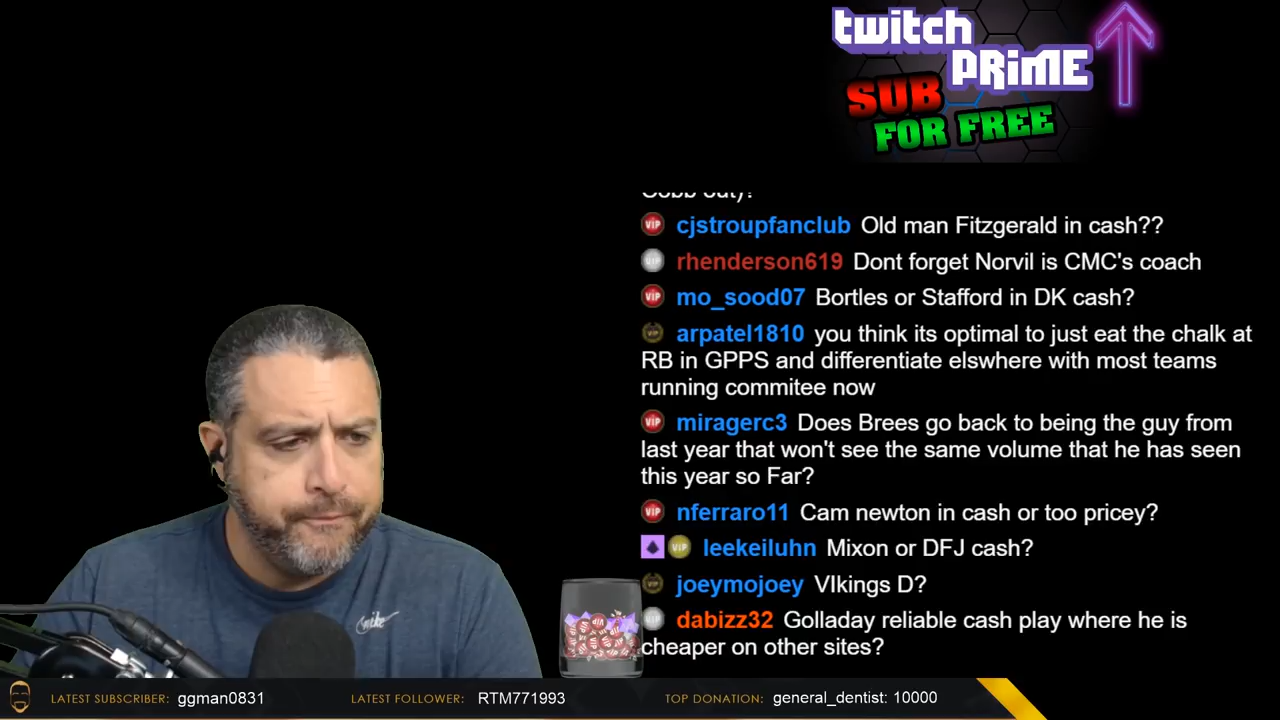 twitch
PRiME
SUB
FOR FREE
cjstroupfanclub Old man Fitzgerald in cash??
rhenderson619 Dont forget Norvil is CMC's coach
mo_sood07 Bortles or Stafford in DK cash?
arpatel1810 you think its optimal to just eat the chalk at
RB in GPPS and differentiate elswhere with most teams
running commitee now
miragerc3 Does Brees go back to being the guy from
last year that won't see the same volume that he has seen
this year so Far?
nferraro11 Cam newton in cash or too pricey?
leekeiluhn Mixon or DFJ cash?
joeymojoey VIkings D?
dabizz32 Golladay reliable cash play where he is
cheaper on other sites?
nike
LATEST SUBSCRIBER: ggman0831 LATEST FOLLOWER: RTM771993 TOP DONATION: general_dentist: 10000